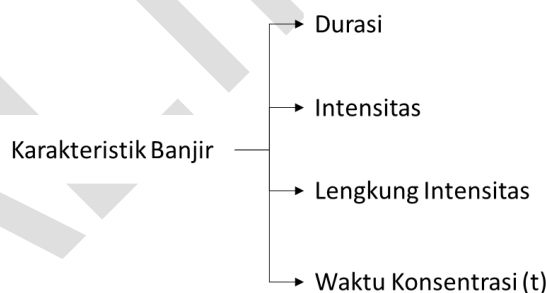 Durasi
Intensitas
Karakteristik Banjir
Lengkung Intensitas
Waktu Konsentrasi (t)